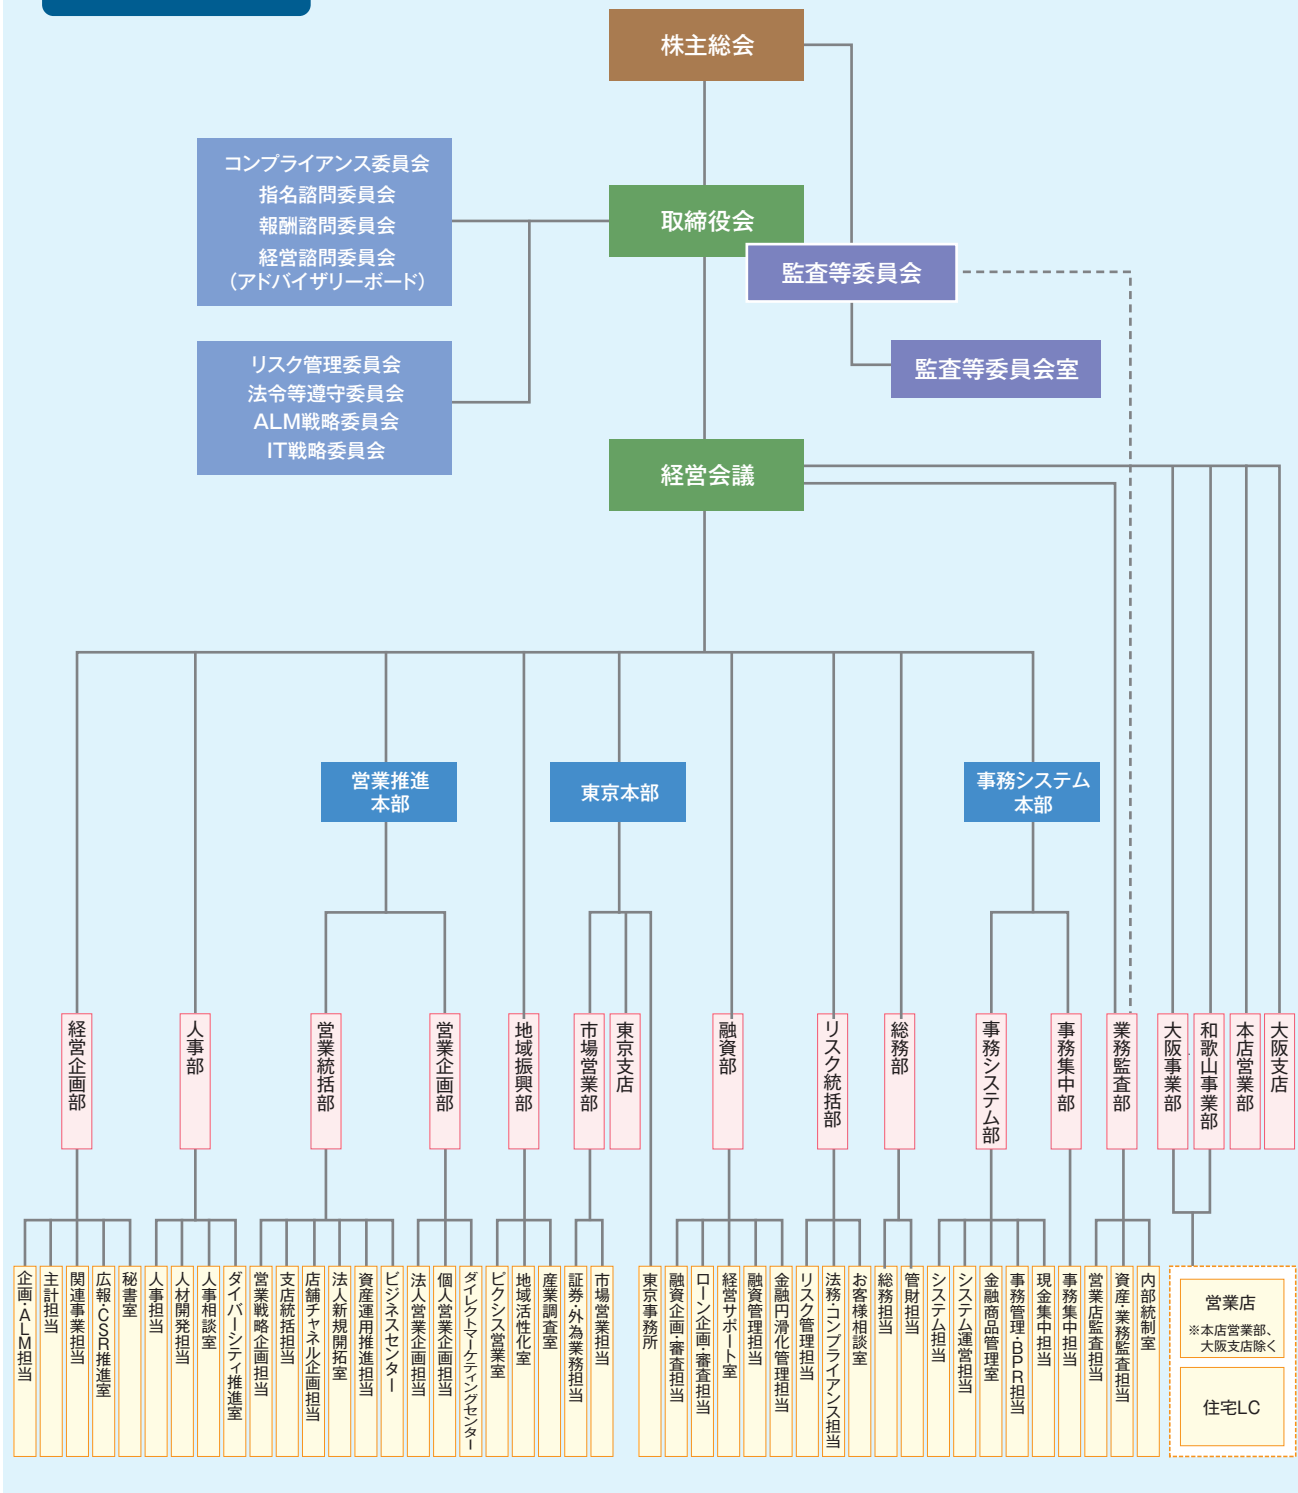 株主総会
コンプライアンス委員会
指名諮問委員会
報酬諮問委員会
経営諮問委員会
（アドバイザリーボード）
取締役会
監査等委員会
リスク管理委員会
法令等遵守委員会
ALM戦略委員会
IT戦略委員会
監査等委員会室
経営会議
営業推進
本部
東京本部
事務システム
本部
経営企画部
人事部
営業統括部
営業企画部
地域振興部
市場営業部
東京支店
融資部
リスク統括部
総務部
事務システム部
事務集中部
業務監査部
大阪事業部
和歌山事業部
本店営業部
大阪支店
企画・ALM担当
主計担当
関連事業担当
広報・CSR推進室
秘書室
人事担当
人材開発担当
人事相談室
ダイバーシティ推進室
営業戦略企画担当
支店統括担当
店舗チャネル企画担当
法人新規開拓室
資産運用推進担当
ビジネスセンター
法人営業企画担当
個人営業企画担当
ダイレクトマーケティングセンター
ピクシス営業室
地域活性化室
産業調査室
証券・外為業務担当
市場営業担当
東京事務所
融資企画・審査担当
ローン企画・審査担当
経営サポート室
融資管理担当
金融円滑化管理担当
リスク管理担当
法務・コンプライアンス担当
お客様相談室
総務担当
管財担当
システム担当
システム運営担当
金融商品管理室
事務管理・BPR担当
現金集中担当
事務集中担当
営業店監査担当
資産・業務監査担当
内部統制室
営業店
※本店営業部、
大阪支店除く
住宅LC